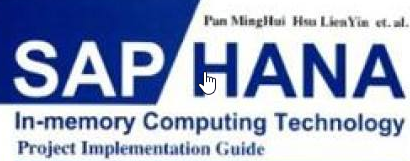 Pan MingHui Hsu LienYin et. al.
SAP HANA
In-memory Computing Technology
Project Implementation Guide